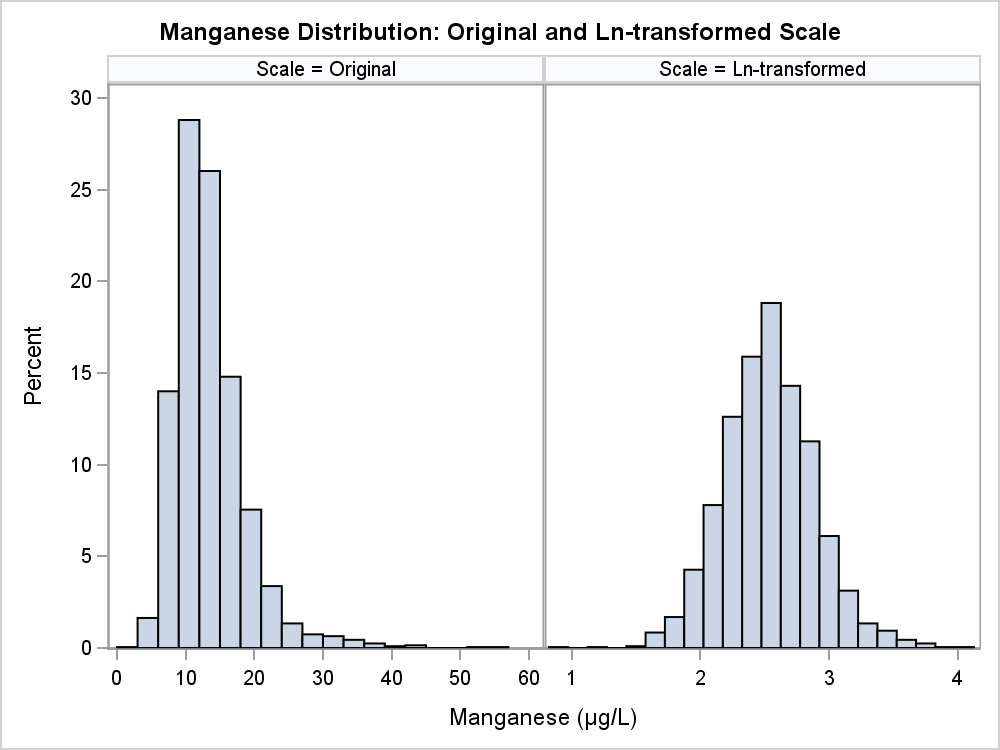 Manganese Distribution: Original and Ln-transformed Scale
Scale = Original
Scale = Ln-transformed
30
25
20
15
10
5
0
Percent
0 10 20 30 40 50 60
1 2 3 4
Manganese (µg/L)